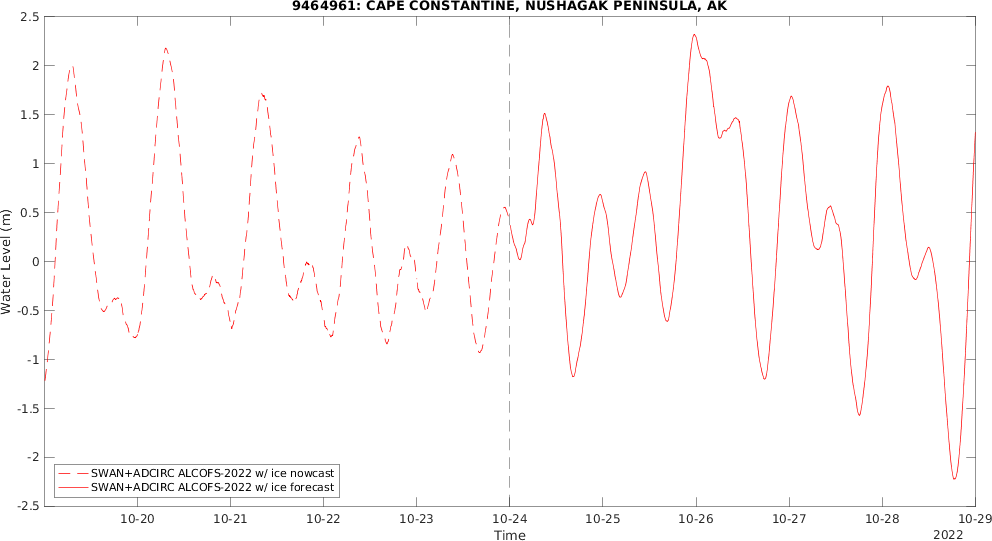 9464961: CAPE CONSTANTINE, NUSHAGAK PENINSULA, AK
2.5
2
1.5
1
0.5
0
-0.5
-1
-1.5
-2
-2.5
Water Level (m)
SWAN+ADCIRC ALCOFS-2022 w/ ice nowcast
SWAN+ADCIRC ALCOFS-2022 w/ ice forecast
10-20 10-21 10-22 10-23 10-24 10-25 10-26 10-27 10-28 10-29
Time
2022